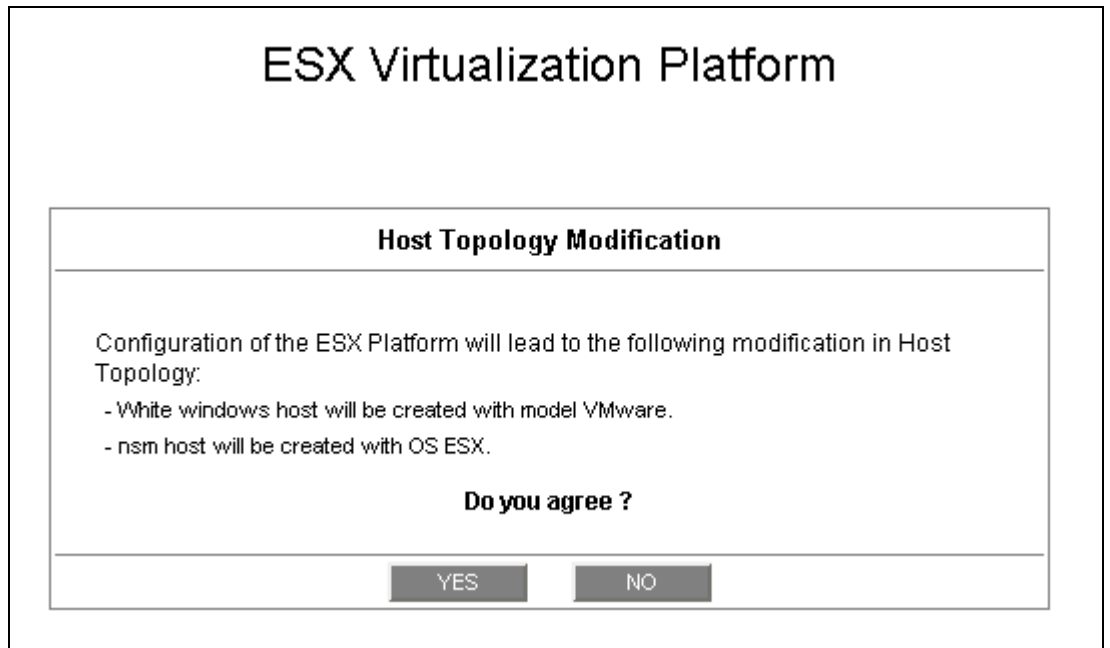 ESX Virtualization Platform
Host Topology Modification
Configuration of the ESX Platform will lead to the following modification in Host
Topology:
- White windows host will be created with model VMware.
- nsm host will be created with OS ESX.
Do you agree ?
YES
NO